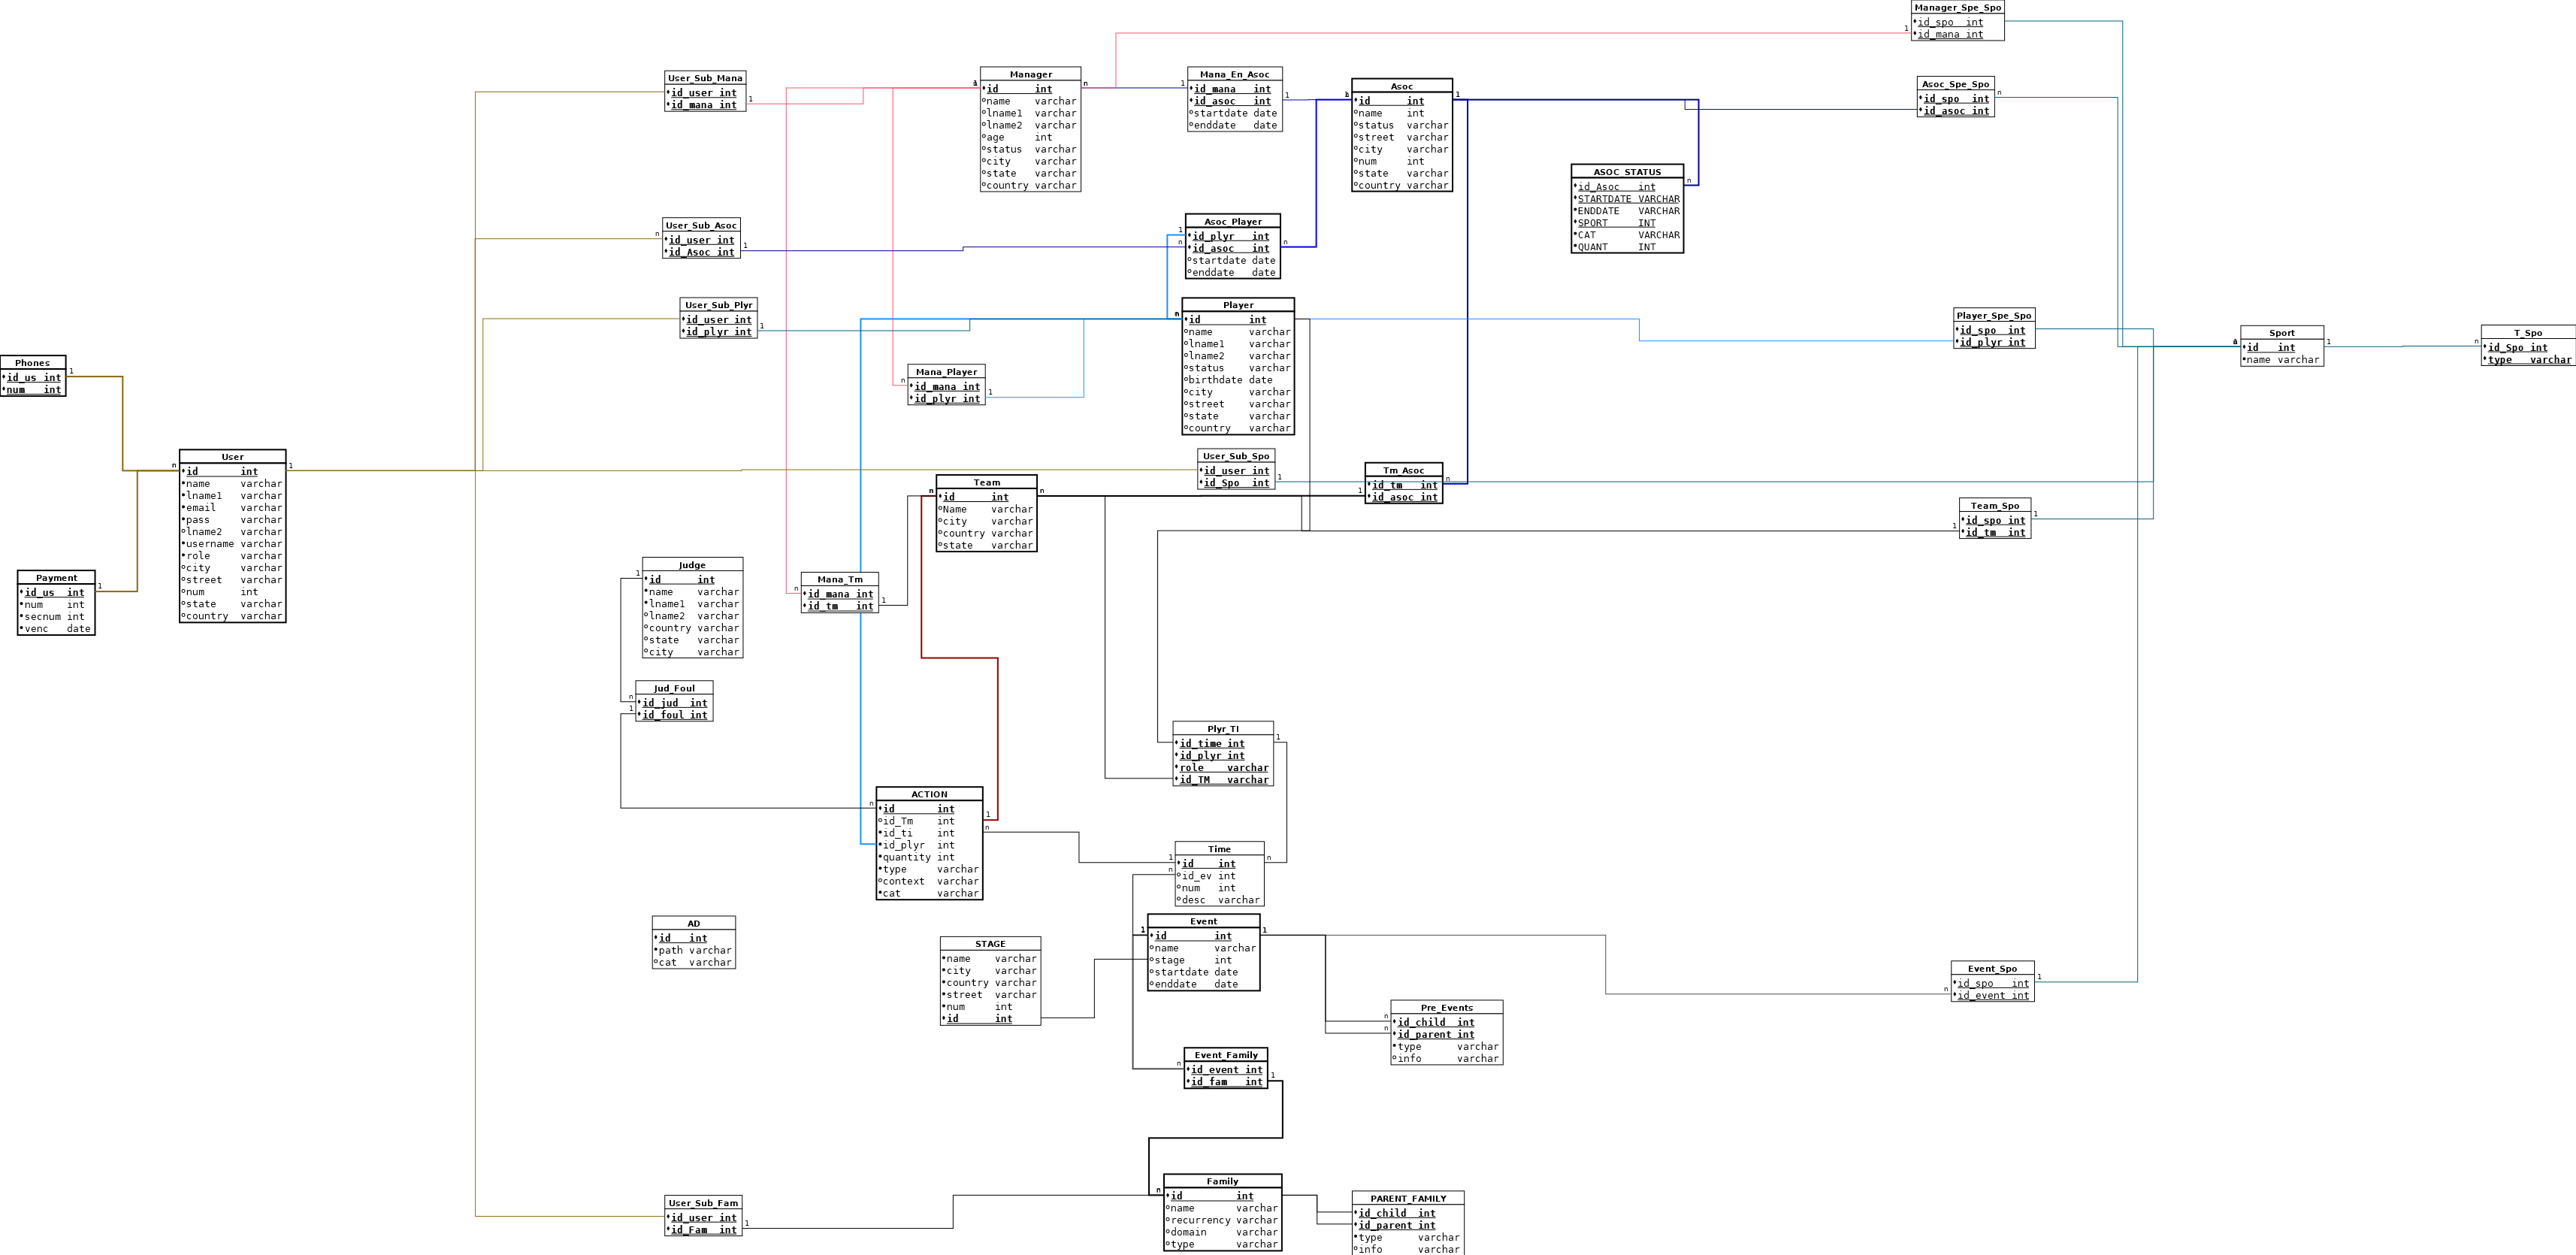 Manager_Spe_Spo
id_spo int
id_mana int
User_Sub_Mana
id_user int
id_mana int
Manager
id int
name varchar
lname1 varchar
lname2 varchar
age int
status varchar
city varchar
state varchar
country varchar
Mana_En_Asoc
id_mana int
id_asoc int
startdate date
enddate date
Asoc
id int
name int
status varchar
street varchar
city varchar
num int
state varchar
country varchar
Asoc_Spe_Spo
id_spo int
id_asoc int
ASOC_STATUS
id_Asoc int
STARTDATE VARCHAR
ENDDATE VARCHAR
SPORT INT
CAT VARCHAR
QUANT INT
User_Sub_Asoc
id_user int
id_Asoc int
Asoc_Player
id_plyr int
id_asoc int
startdate date
enddate date
User_Sub_Plyr
id_user int
id_plyr int
Player
id int
name varchar
lname1 varchar
lname2 varchar
status varchar
birthdate date
city varchar
street varchar
state varchar
country varchar
Player_Spe_Spo
id_spo int
id_plyr int
Sport
id int
name varchar
T_Spo
id_Spo int
type varchar
Phones
id_us int
num int
Mana_Player
id_mana int
id_plyr int
User
id int
name varchar
lname1 varchar
email varchar
pass varchar
lname2 varchar
username varchar
role varchar
city varchar
street varchar
num int
state varchar
country varchar
User_Sub_Spo
id_user int
id_Spo int
Tm_Asoc
id_tm int
id_asoc int
Team
id int
Name varchar
city varchar
country varchar
state varchar
Team_Spo
id_spo int
id_tm int
Payment
id_us int
num int
secnum int
venc date
Judge
id int
name varchar
lname1 varchar
lname2 varchar
country varchar
state varchar
city varchar
Mana_Tm
id_mana int
id_tm int
Jud_Foul
id_jud int
id_foul int
Plyr_TI
id_time int
id_plyr int
role varchar
id_TM varchar
ACTION
id int
id_Tm int
id_ti int
id_plyr int
quantity int
type varchar
context varchar
cat varchar
Time
id int
id_ev int
num int
desc varchar
AD
id int
path varchar
cat varchar
STAGE
name varchar
city varchar
country varchar
street varchar
num int
id int
Event
id int
name varchar
stage int
startdate date
enddate date
Event_Spo
id_spo int
id_event int
Pre_Events
id_child int
id_parent int
type varchar
info varchar
Event_Family
id_event int
id_fam int
User_Sub_Fam
id_user int
id_Fam int
Family
id int
name varchar
recurrency varchar
domain varchar
type varchar
PARENT_FAMILY
id_child int
id_parent int
type varchar
info varchar